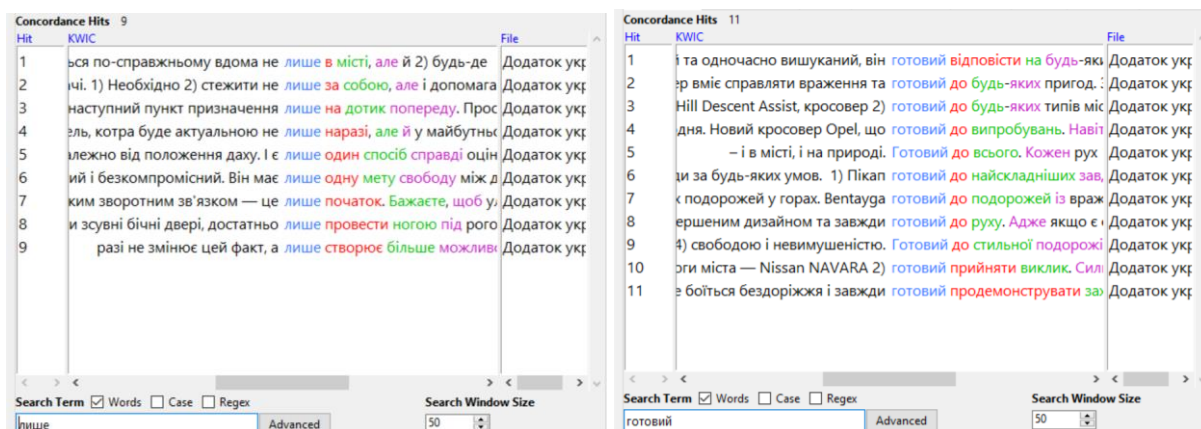 Concordance Hits 9
Hit KWIC File
1 ься по-справжньому вдома не лише в місті, але й 2) будь-де Додаток укр
2 ачі. 1) Необхідно 2) стежити не лише за собою, але і допомага Додаток укр
3 наступний пункт призначення лише на дотик попереду. Прос Додаток укр
4 ель, котра буде актуальною не лише наразі, але й у майбутньо Додаток укр
5 алежно від положення даху. І є лише один спосіб справді оцін Додаток укр
6 ий і безкомпромісний. Він має лише одну мету свободу між д Додаток укр
7 ким зворотним зв'язком — це лише початок. Бажаєте, щоб у Додаток укр
8 и зсувні бічні двері, достатньо лише провести ногою під рого Додаток укр
9 разі не змінює цей факт, а лише створює більше можливо Додаток укр
Search Term Words Case Regex Search Window Size
лише Advanced 50
Concordance Hits 11
Hit KWIC File
1 й та одночасно вишуканий, він готовий відповісти на будь-яки Додаток укр
2 ер вміє справляти враження та готовий до будь-яких пригод. Додаток укр
3 Hill Descent Assist, кросовер 2) готовий до будь-яких типів міс Додаток укр
4 одня. Новий кросовер Opel, що готовий до випробувань. Навіт Додаток укр
5 – і в місті, і на природі. Готовий до всього. Кожен рух Додаток укр
6 ди за будь-яких умов. 1) Пікап готовий до найскладніших зав, Додаток укр
7 х подорожей у горах. Bentayga готовий до подорожей із враж Додаток укр
8 ершеним дизайном та завжди готовий до руху. Адже якщо є Додаток укр
9 4) свободою і невимушеністю. Готовий до стильної подорожі Додаток укр
10 оги міста — Nissan NAVARA 2) готовий прийняти виклик. Сил Додаток укр
11 е боїться бездоріжжя і завжди готовий продемонструвати зах Додаток укр
Search Term Words Case Regex Search Window Size
готовий Advanced 50